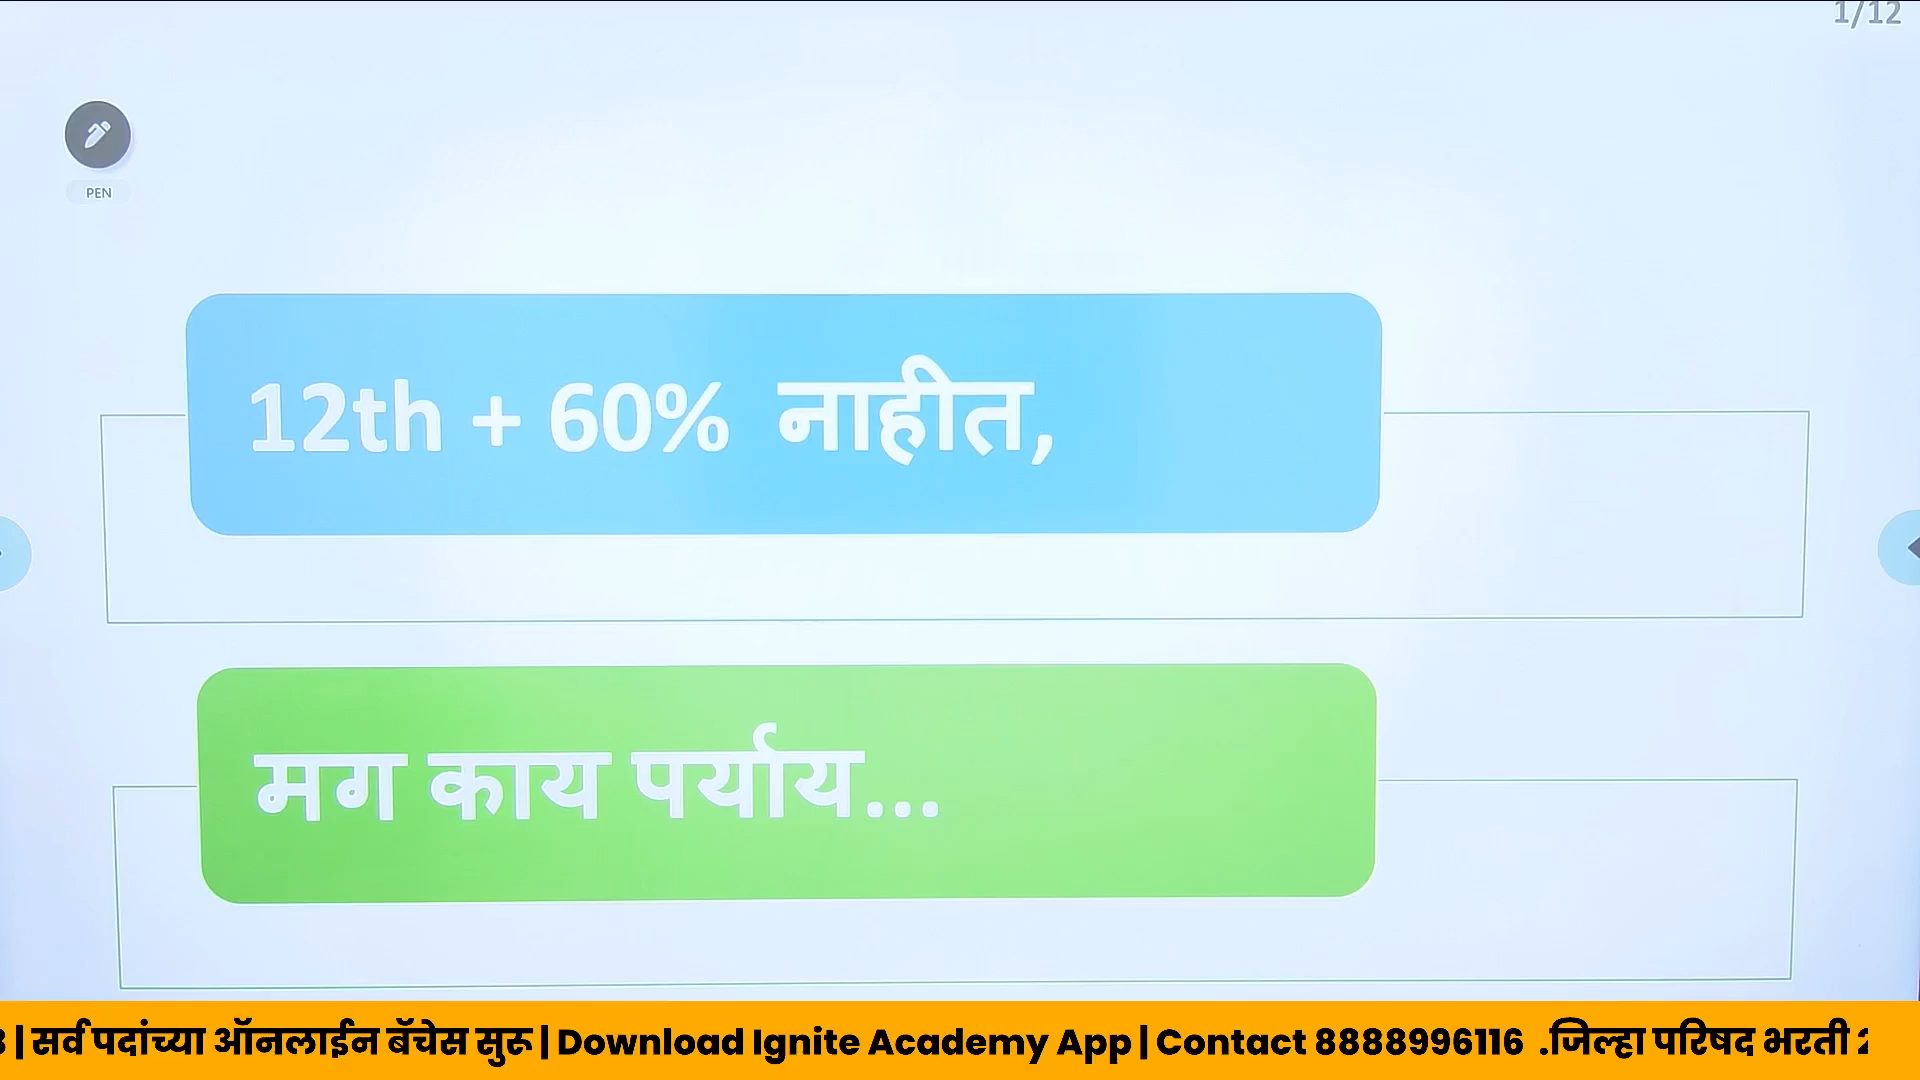 1/12
PEN
12th + 60% नाहीत,
मग काय पर्याय...
| सर्व पदांच्या ऑनलाईन बॅचेस सुरू | Download Ignite Academy App | Contact 8888996116 .जिल्हा परिषद भरती